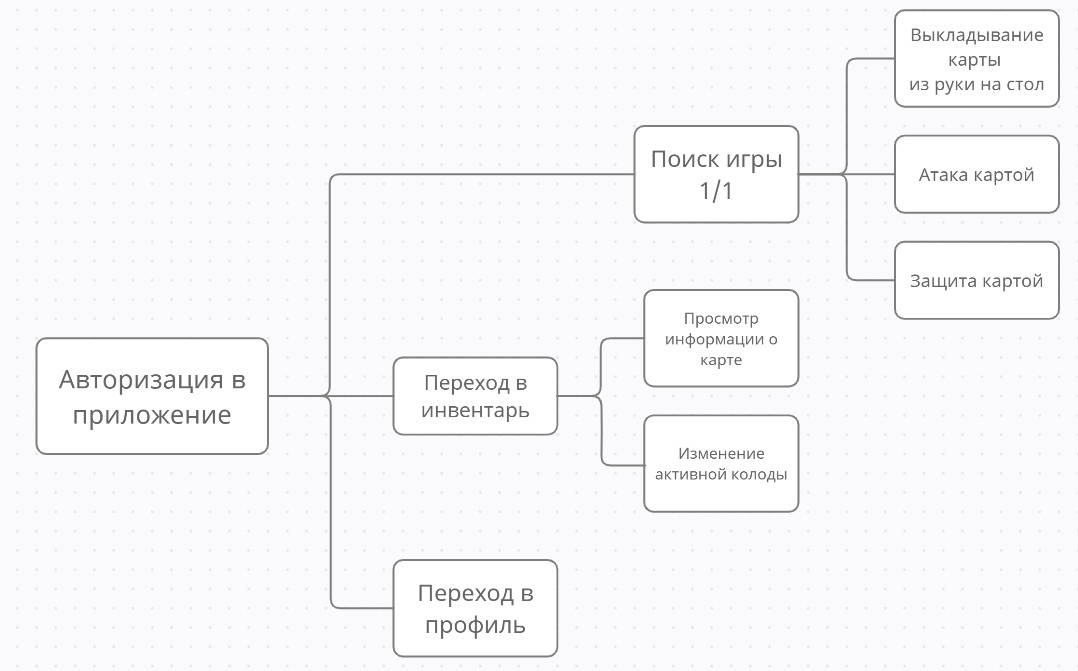 Выкладывание
карты
из руки на стол
Поиск игры
1/1
Атака картой
Защита картой
Просмотр
информации о
карте
Авторизация в
приложение
Переход в
инвентарь
Изменение
активной колоды
Переход в
профиль